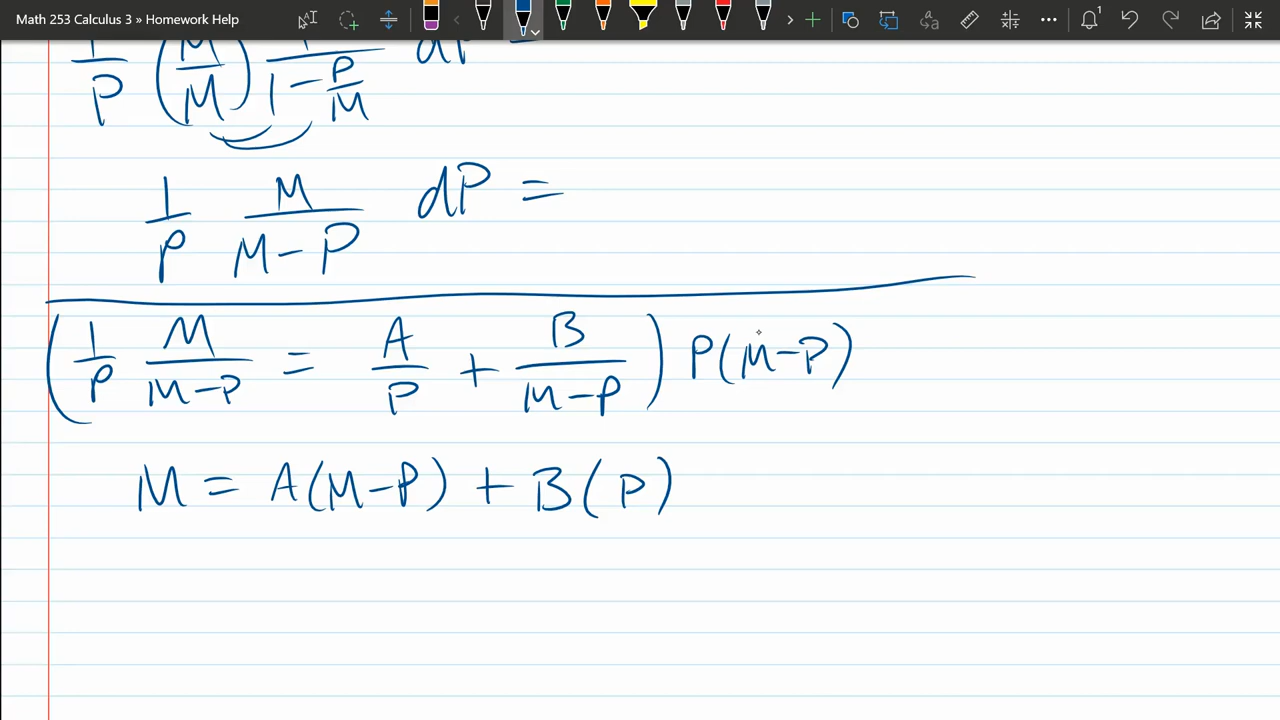 Math 253 Calculus 3 » Homework Help
1/P (M/M) 1/(1 - P/M) dP =
1/P M/(M-P) dP =
(1/P M/(M-P) = A/P + B/(M-P)) P(M-P)
M = A(M-P) + B(P)